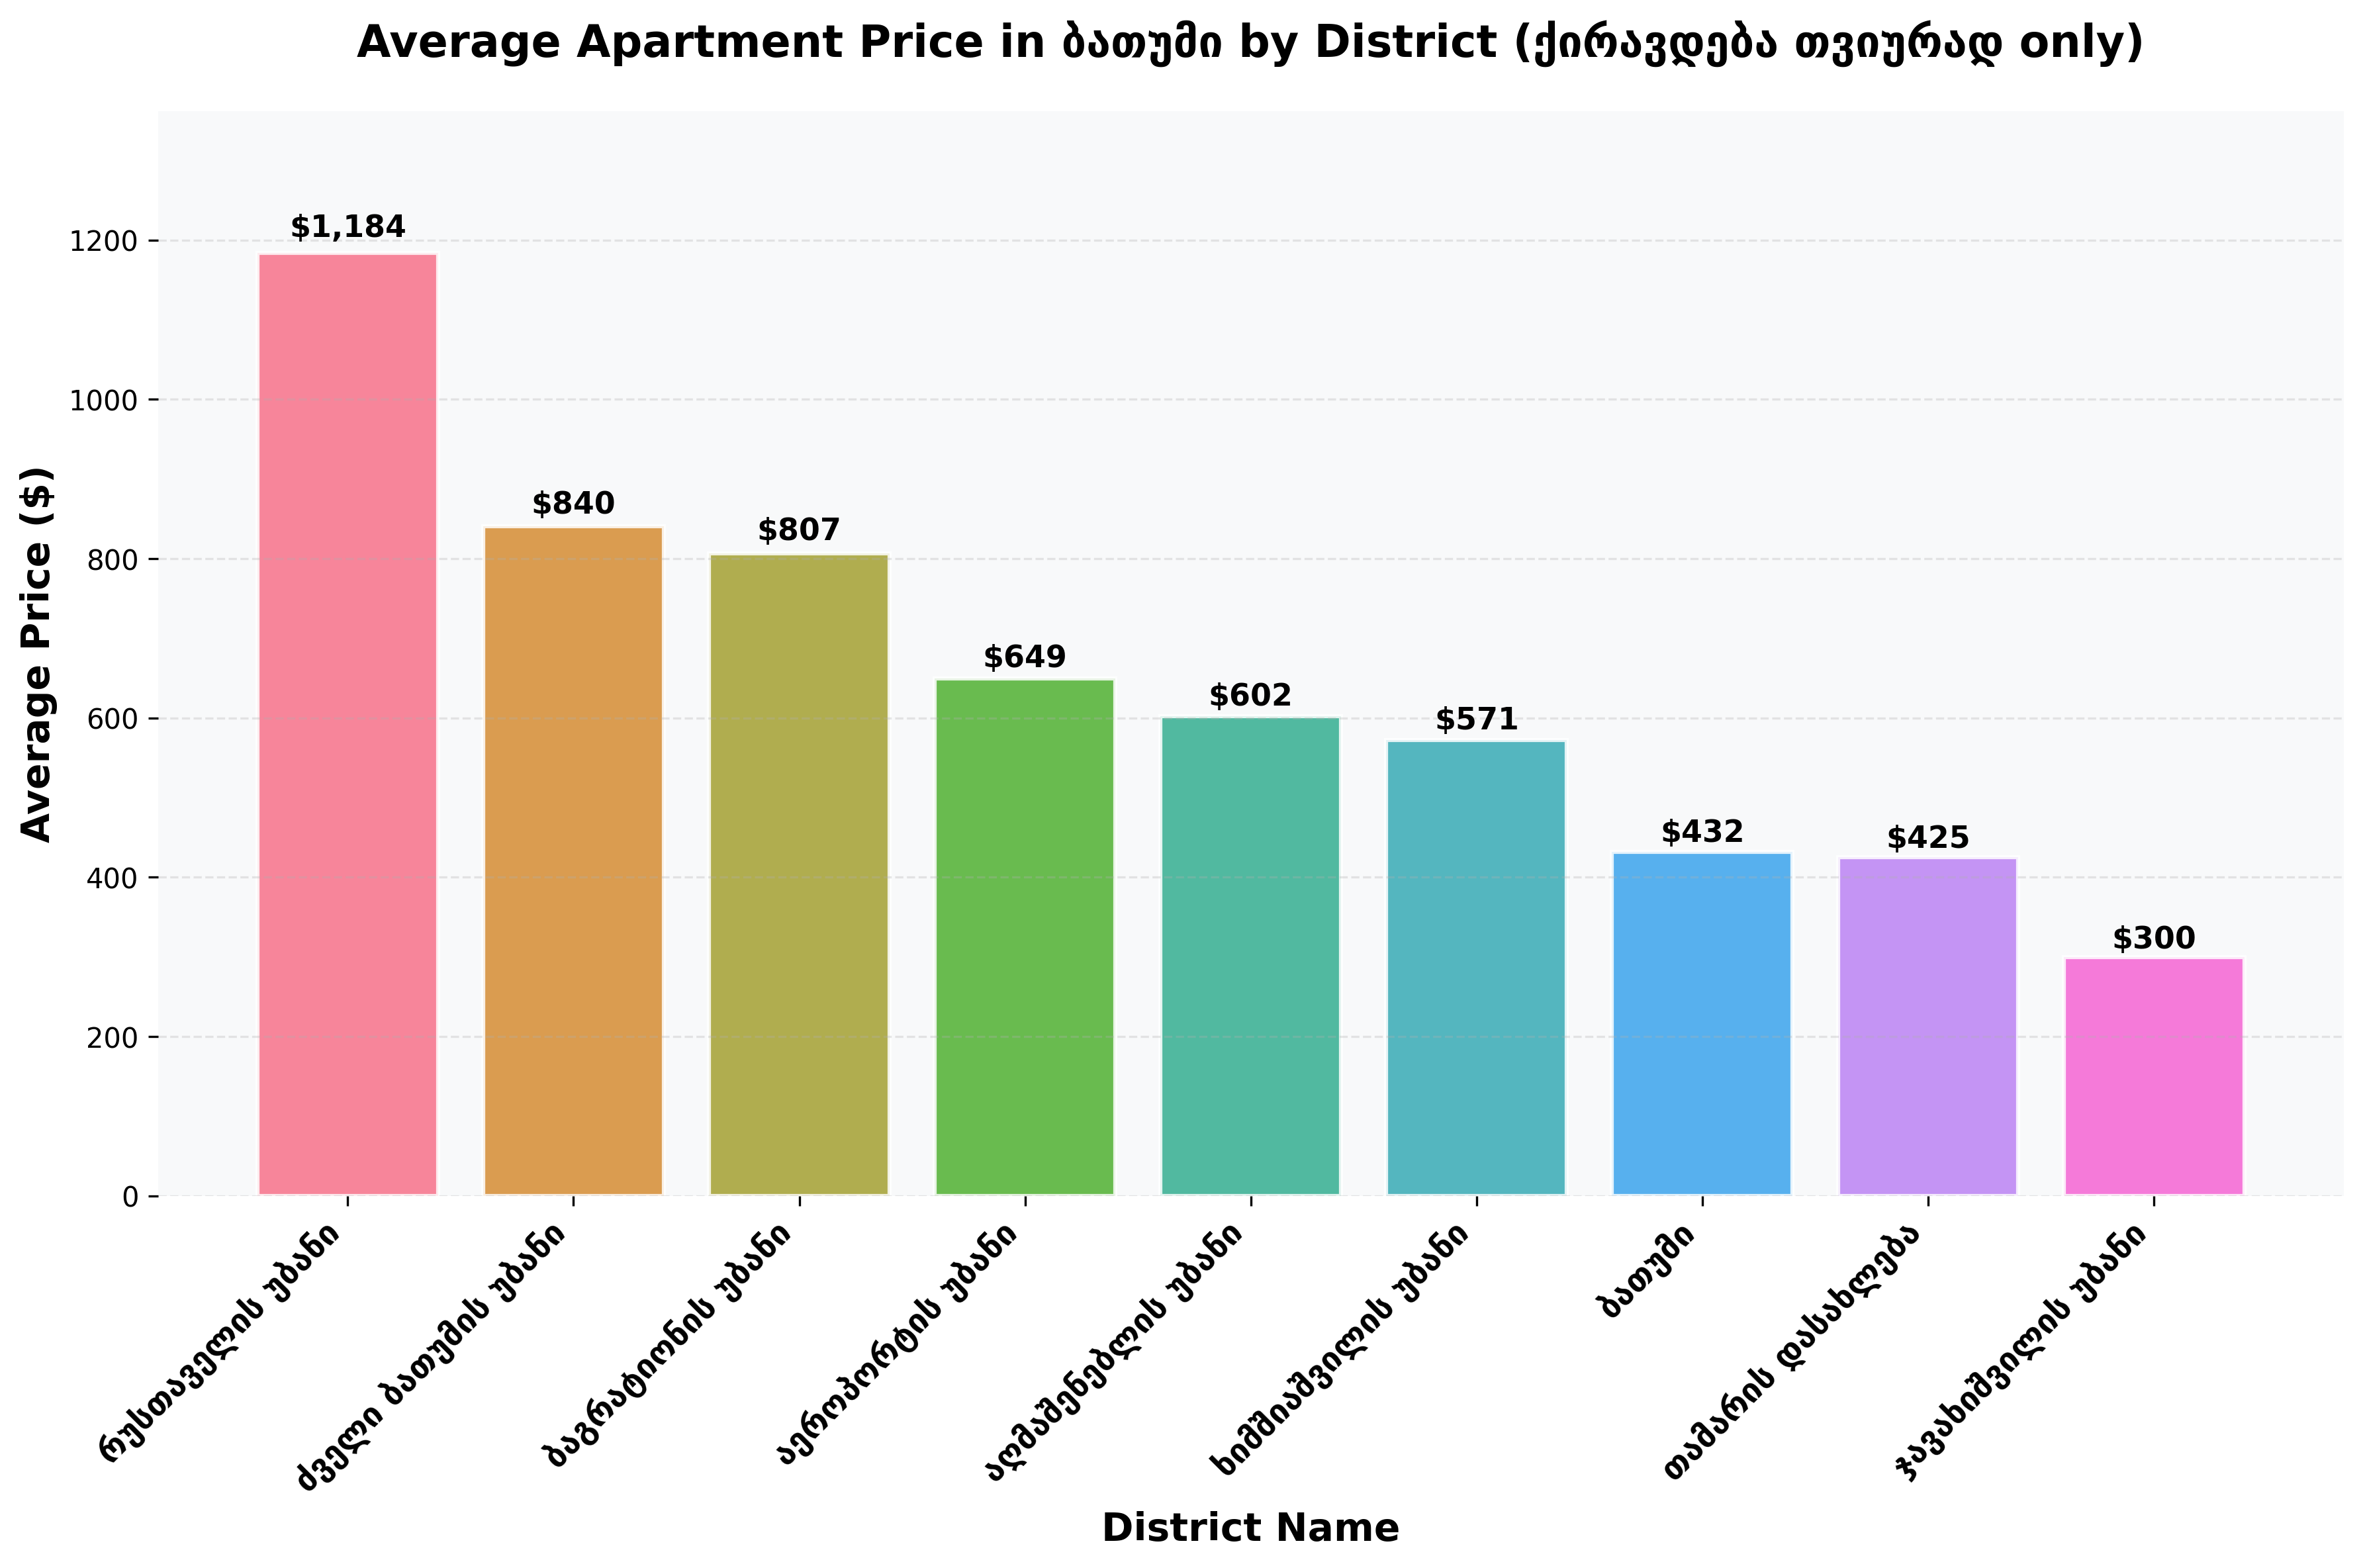 Average Apartment Price in ბათუმი by District (ქირავდება თვიურად only)
Average Price ($)
1200
1000
800
600
400
200
0
$1,184
$840
$807
$649
$602
$571
$432
$425
$300
რუსთაველის უბანი
ძველი ბათუმის უბანი
ბაგრატიონის უბანი
აეროპორტის უბანი
აღმაშენებლის უბანი
ხიმშიაშვილის უბანი
ბათუმი
თამარის დასახლება
ჯავახიშვილის უბანი
District Name